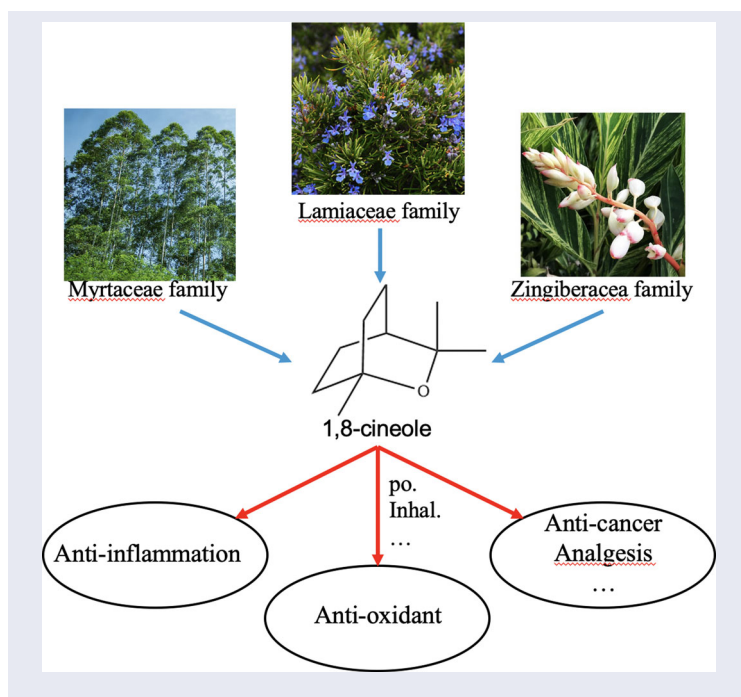 Lamiaceae family
Myrtaceae family
Zingiberacea family
O
1,8-cineole
po.
Inhal.
…
Anti-inflammation
Anti-cancer
Analgesis
…
Anti-oxidant